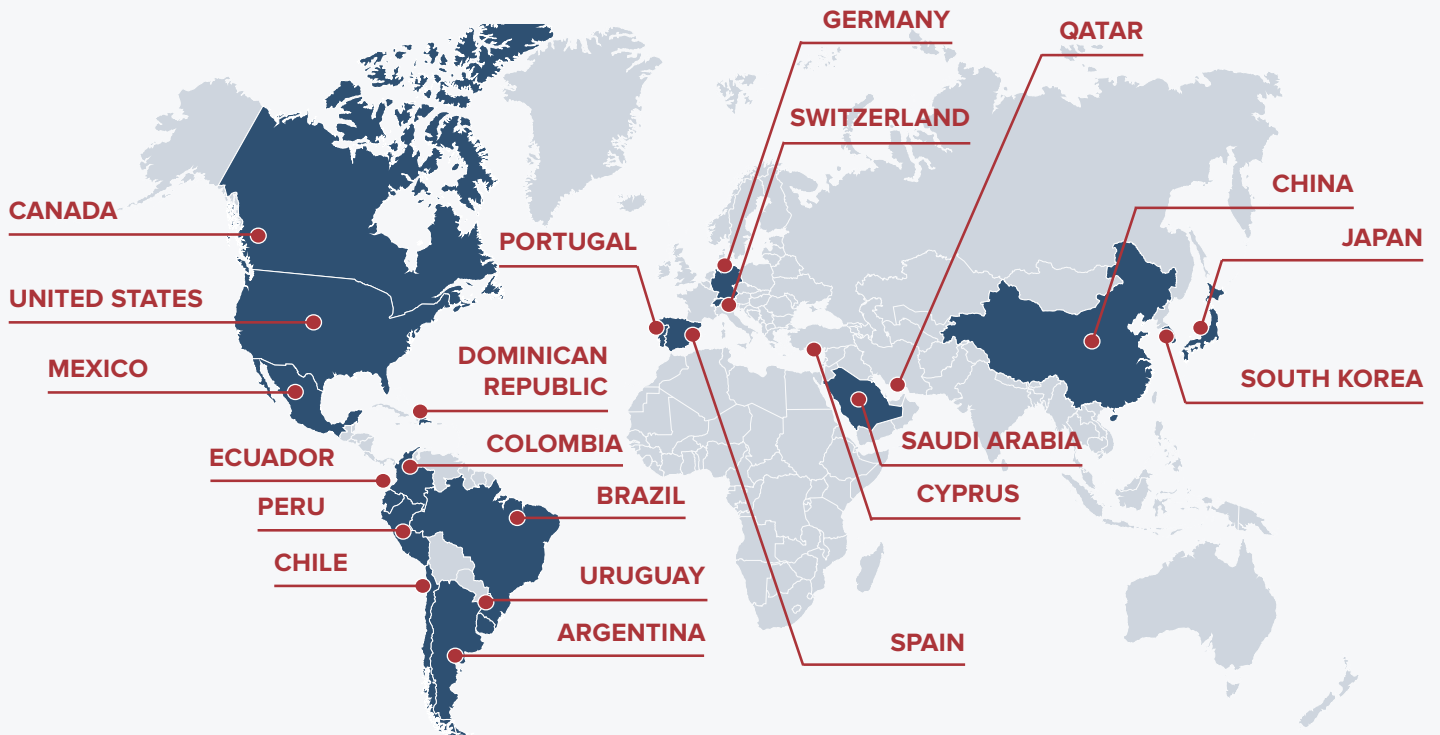 GERMANY
QATAR
SWITZERLAND
CHINA
CANADA
PORTUGAL
JAPAN
UNITED STATES
MEXICO
DOMINICAN
REPUBLIC
SOUTH KOREA
COLOMBIA
SAUDI ARABIA
ECUADOR
BRAZIL
CYPRUS
PERU
CHILE
URUGUAY
ARGENTINA
SPAIN